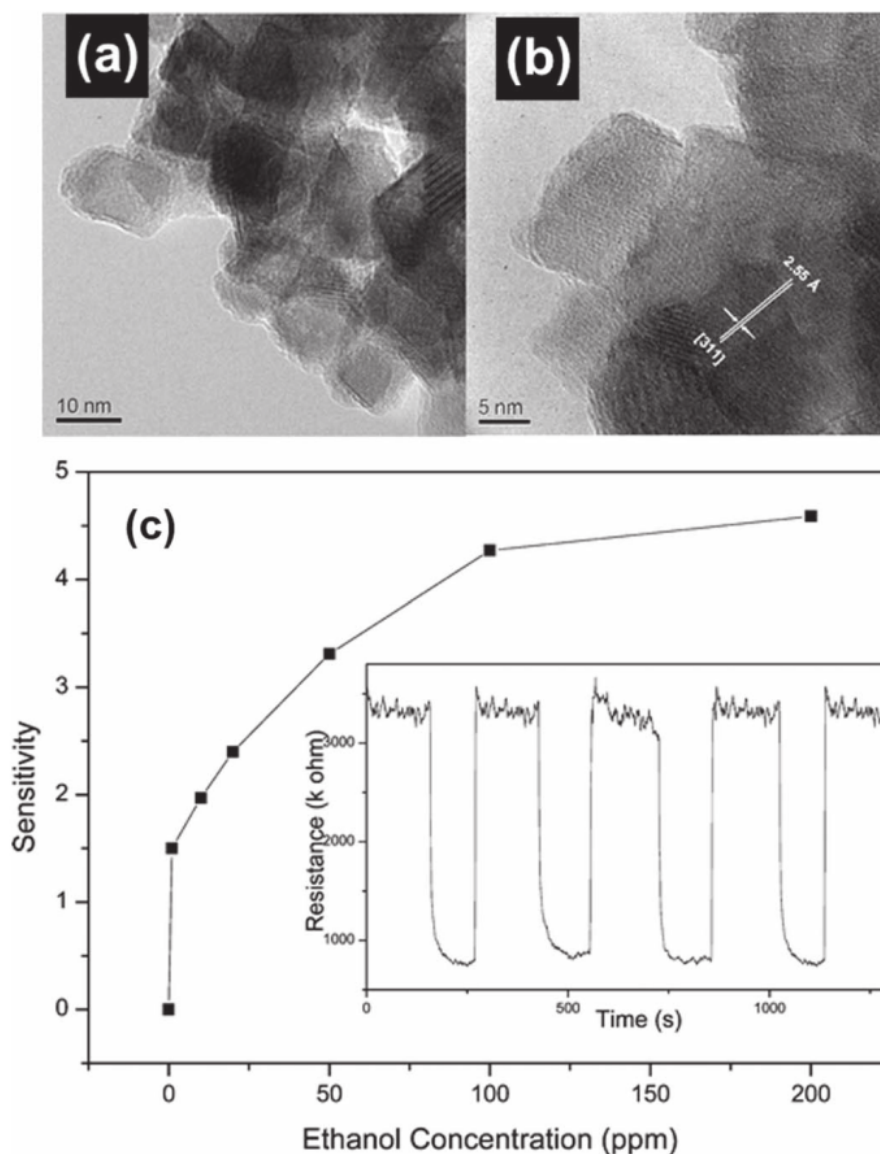 (a)
(b)
2.55 Å
[311]
10 nm
5 nm
(c)
5
4
3
2
1
0
Sensitivity
0
50
100
150
200
Ethanol Concentration (ppm)
3000
2000
1000
Resistance (k ohm)
0
500
1000
Time (s)